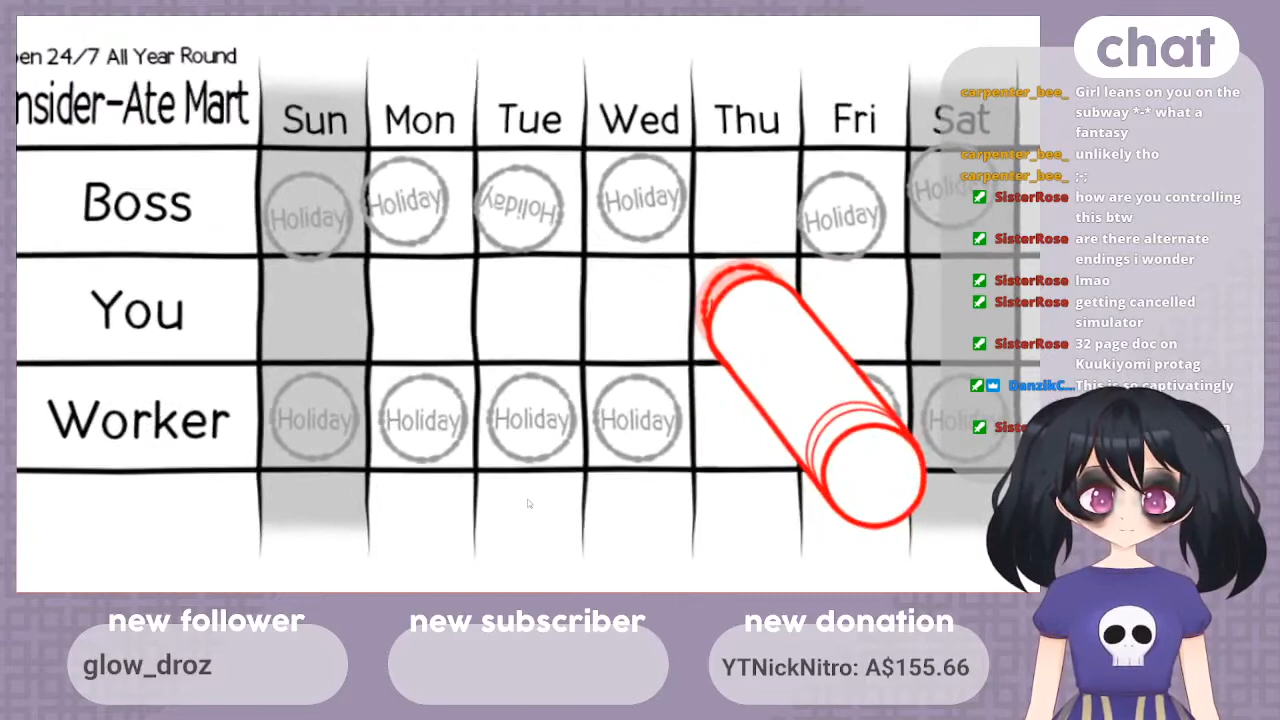 en 24/7 All Year Round
nsider-Ate Mart
Sun Mon Tue Wed Thu Fri Sat
Boss Holiday Holiday Holiday Holiday Holiday Holiday
You
Worker Holiday Holiday Holiday Holiday Holiday
chat
carpenter_bee_ Girl leans on you on the
subway *-* what a
fantasy
carpenter_bee_ unlikely tho
carpenter_bee_ ;-;
SisterRose how are you controlling
this btw
SisterRose are there alternate
endings i wonder
SisterRose lmao
SisterRose getting cancelled
simulator
SisterRose 32 page doc on
Kuukiyomi protag
DanzikC... This is so captivatingly
new follower
glow_droz
new subscriber
new donation
YTNickNitro: A$155.66